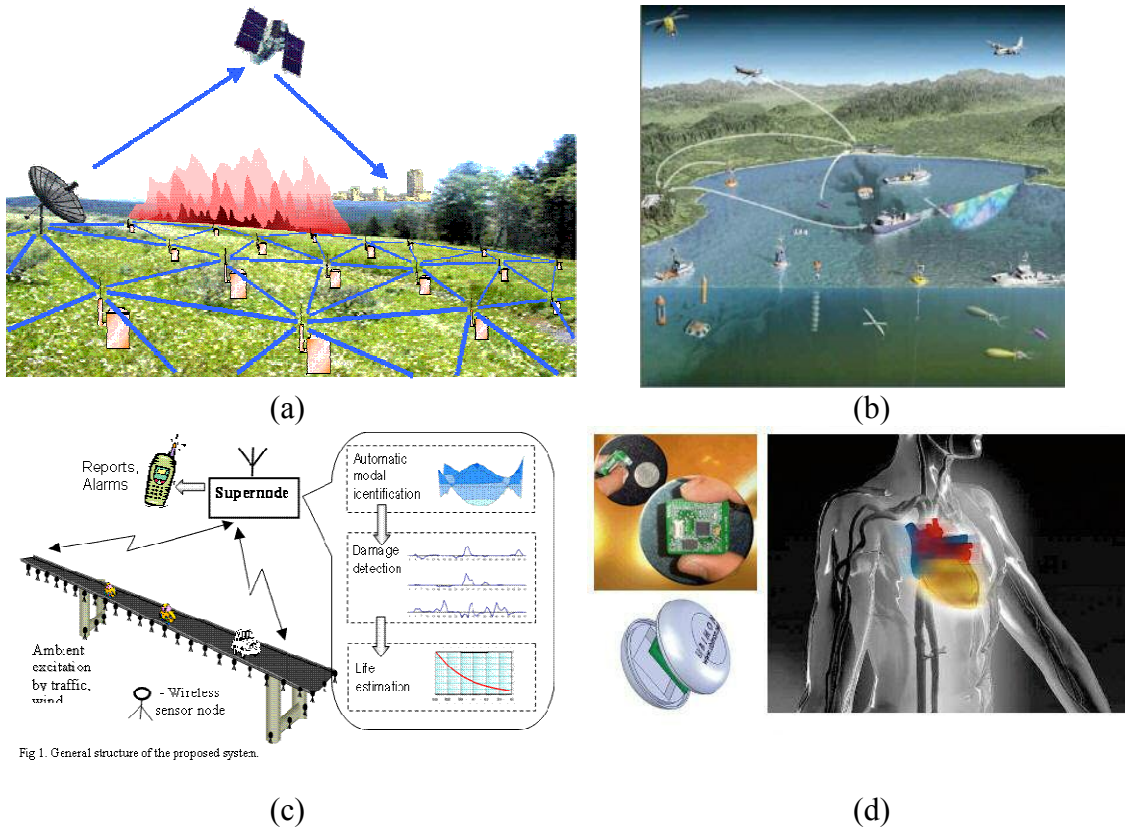 (a)
(b)
Reports,
Alarms
Supernode
Automatic
modal
icentification
Damage
detection
Life
estimation
Ambient
excitation
by traffic,
wind
- Wireless
sensor node
Fig 1. General structure of the proposed system.
(c)
(d)